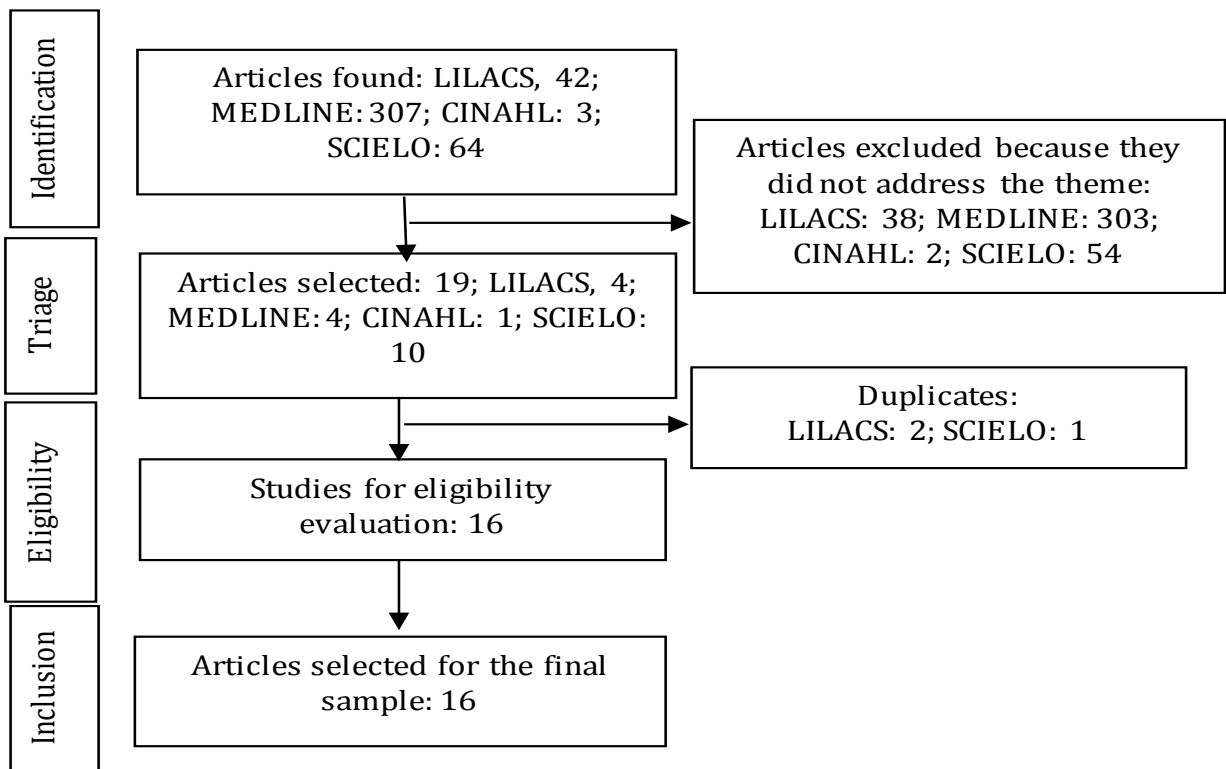 Identification
Articles found: LILACS, 42;
MEDLINE: 307; CINAHL: 3;
SCIELO: 64
Articles excluded because they
did not address the theme:
LILACS: 38; MEDLINE: 303;
CINAHL: 2; SCIELO: 54
Triage
Articles selected: 19; LILACS, 4;
MEDLINE: 4; CINAHL: 1; SCIELO:
10
Duplicates:
LILACS: 2; SCIELO: 1
Eligibility
Studies for eligibility
evaluation: 16
Inclusion
Articles selected for the final
sample: 16